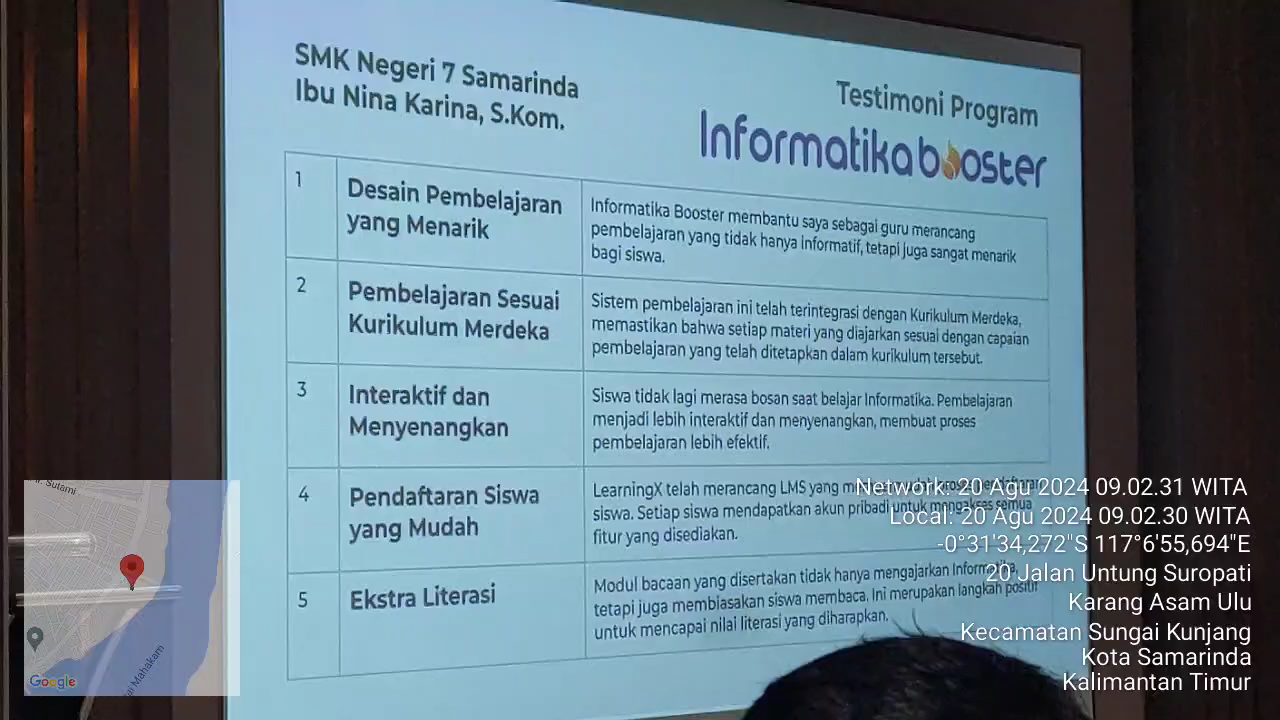 SMK Negeri 7 Samarinda
Ibu Nina Karina, S.Kom.
Testimoni Program
Informatika booster
1
Desain Pembelajaran
yang Menarik
Informatika Booster membantu saya sebagai guru merancang
pembelajaran yang tidak hanya informatif, tetapi juga sangat menarik
bagi siswa.
2
Pembelajaran Sesuai
Kurikulum Merdeka
Sistem pembelajaran ini telah terintegrasi dengan Kurikulum Merdeka,
memastikan bahwa setiap materi yang diajarkan sesuai dengan capaian
pembelajaran yang telah ditetapkan dalam kurikulum tersebut.
3
Interaktif dan
Menyenangkan
Siswa tidak lagi merasa bosan saat belajar Informatika. Pembelajaran
menjadi lebih interaktif dan menyenangkan, membuat proses
pembelajaran lebih efektif.
4
Pendaftaran Siswa
yang Mudah
LearningX telah merancang LMS yang
siswa. Setiap siswa mendapatkan akun pribadi untuk mengakses semua
fitur yang disediakan.
5
Ekstra Literasi
Modul bacaan yang disertakan tidak hanya mengajarkan Informatika,
tetapi juga membiasakan siswa membaca. Ini merupakan langkah positif
untuk mencapai nilai literasi yang diharapkan.
Network: 20 Agu 2024 09.02.31 WITA
Local: 20 Agu 2024 09.02.30 WITA
-0°31'34,272"S 117°6'55,694"E
20 Jalan Untung Suropati
Karang Asam Ulu
Kecamatan Sungai Kunjang
Kota Samarinda
Kalimantan Timur
Sutami
Mahakam
Google